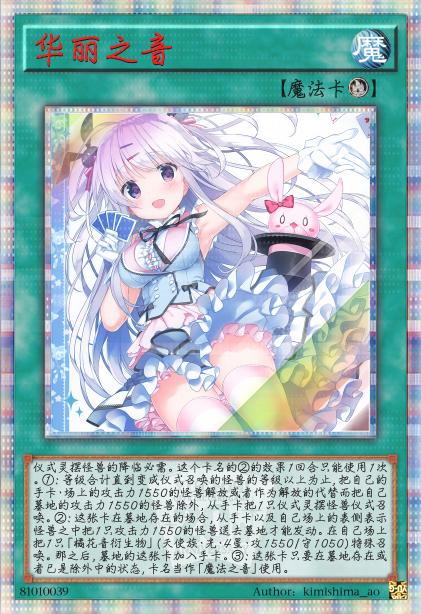 华丽之音
魔
【魔法卡】
仪式灵摆怪兽的降临必需。这个卡名的②的效果1回合只能使用1次
。①:等级合计直到变成仪式召唤的怪兽的等级以上为上,把自己的
手卡·场上的攻击力1550的怪兽解放或者作为解放的代替而把自己
墓地的攻击力1550的怪兽除外,从手卡把1只仪式灵摆怪兽仪式召
唤。②:这张卡在墓地存在的场合,从手卡以及自己场上的表侧表示
怪兽之中把1只攻击力1550的怪兽送去墓地才能发动。在自己场上
把1只「橘花音衍生物」(天使族·光·4星·攻1550/守1050)特殊召
唤。那之后,墓地的这张卡加入手卡。③:这张卡只要在墓地存在或
者已是除外中的状态,卡名当作「魔法之音」使用。
81010039
Author: kimishima_ao